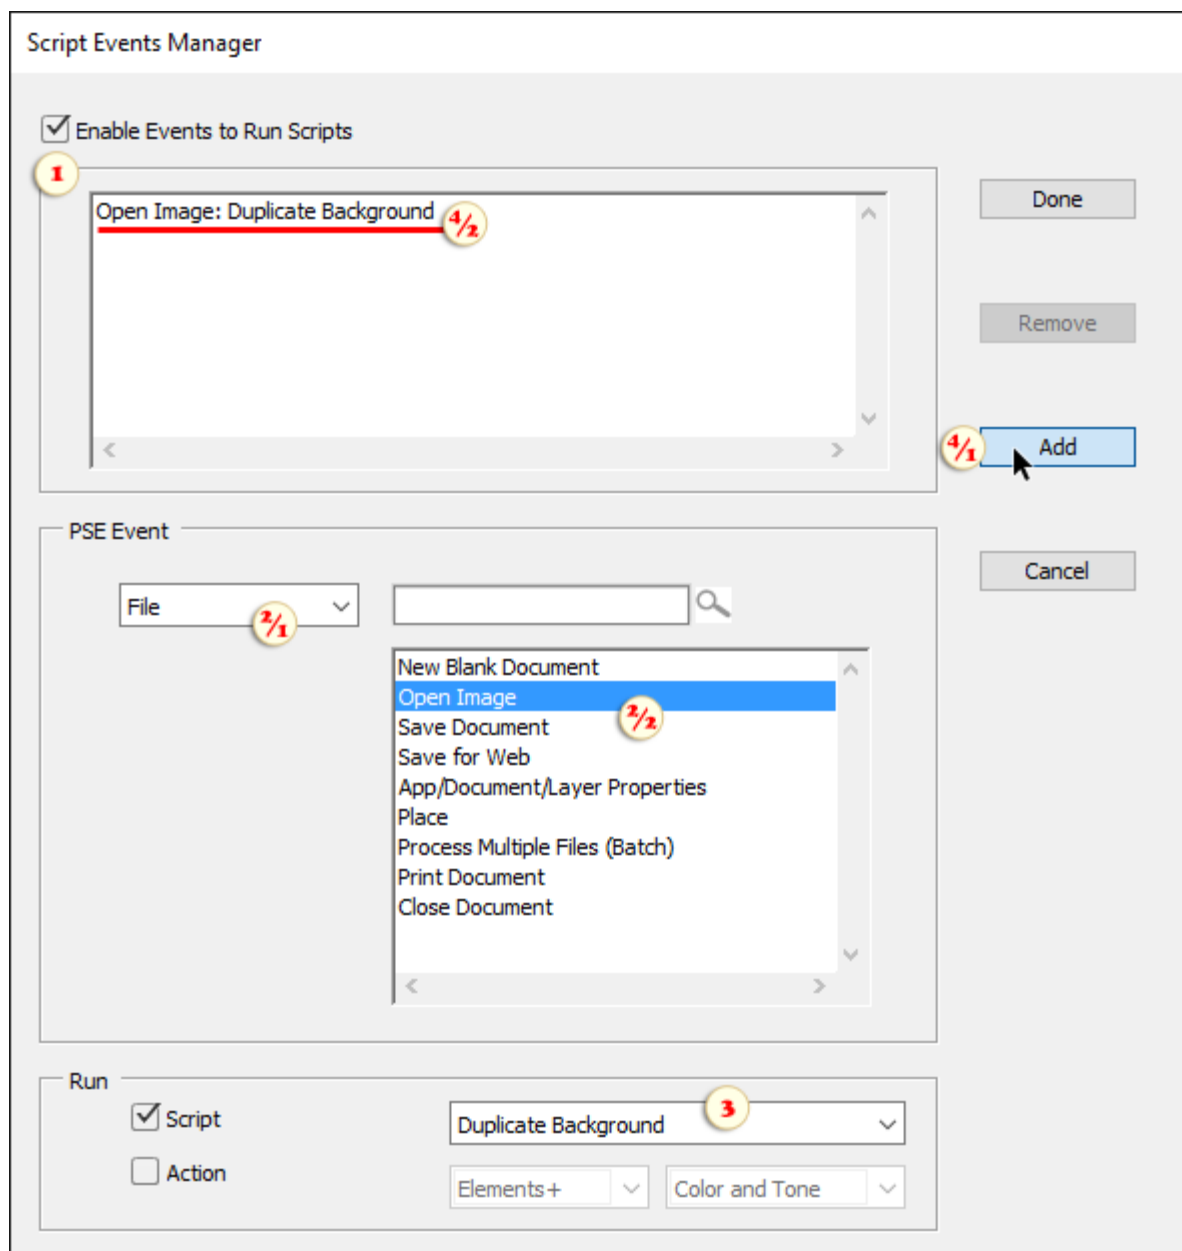 Script Events Manager
Enable Events to Run Scripts
1
Open Image: Duplicate Background
4/2
Done
Remove
4/1
Add
Cancel
PSE Event
File
2/1
New Blank Document
Open Image
2/2
Save Document
Save for Web
App/Document/Layer Properties
Place
Process Multiple Files (Batch)
Print Document
Close Document
Run
Script
Duplicate Background
3
Action
Elements+
Color and Tone